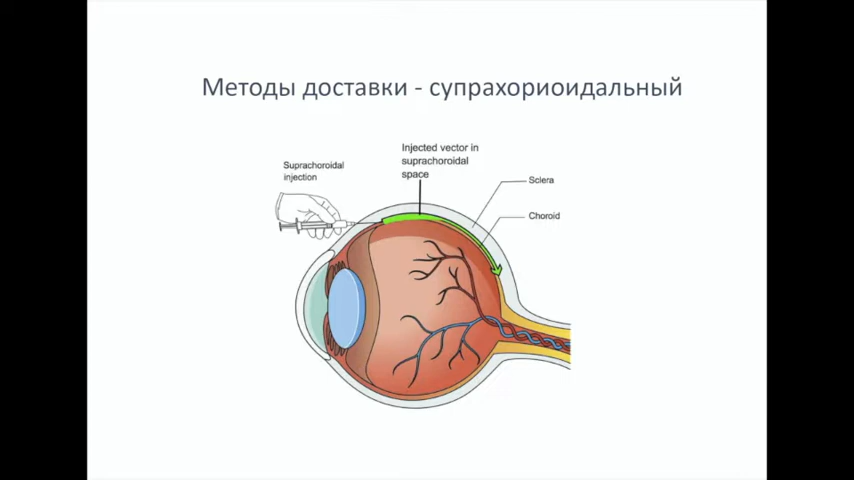 Методы доставки - супрахориоидальный
Injected vector in
suprachoroidal
space
Suprachoroidal
injection
Sclera
Choroid